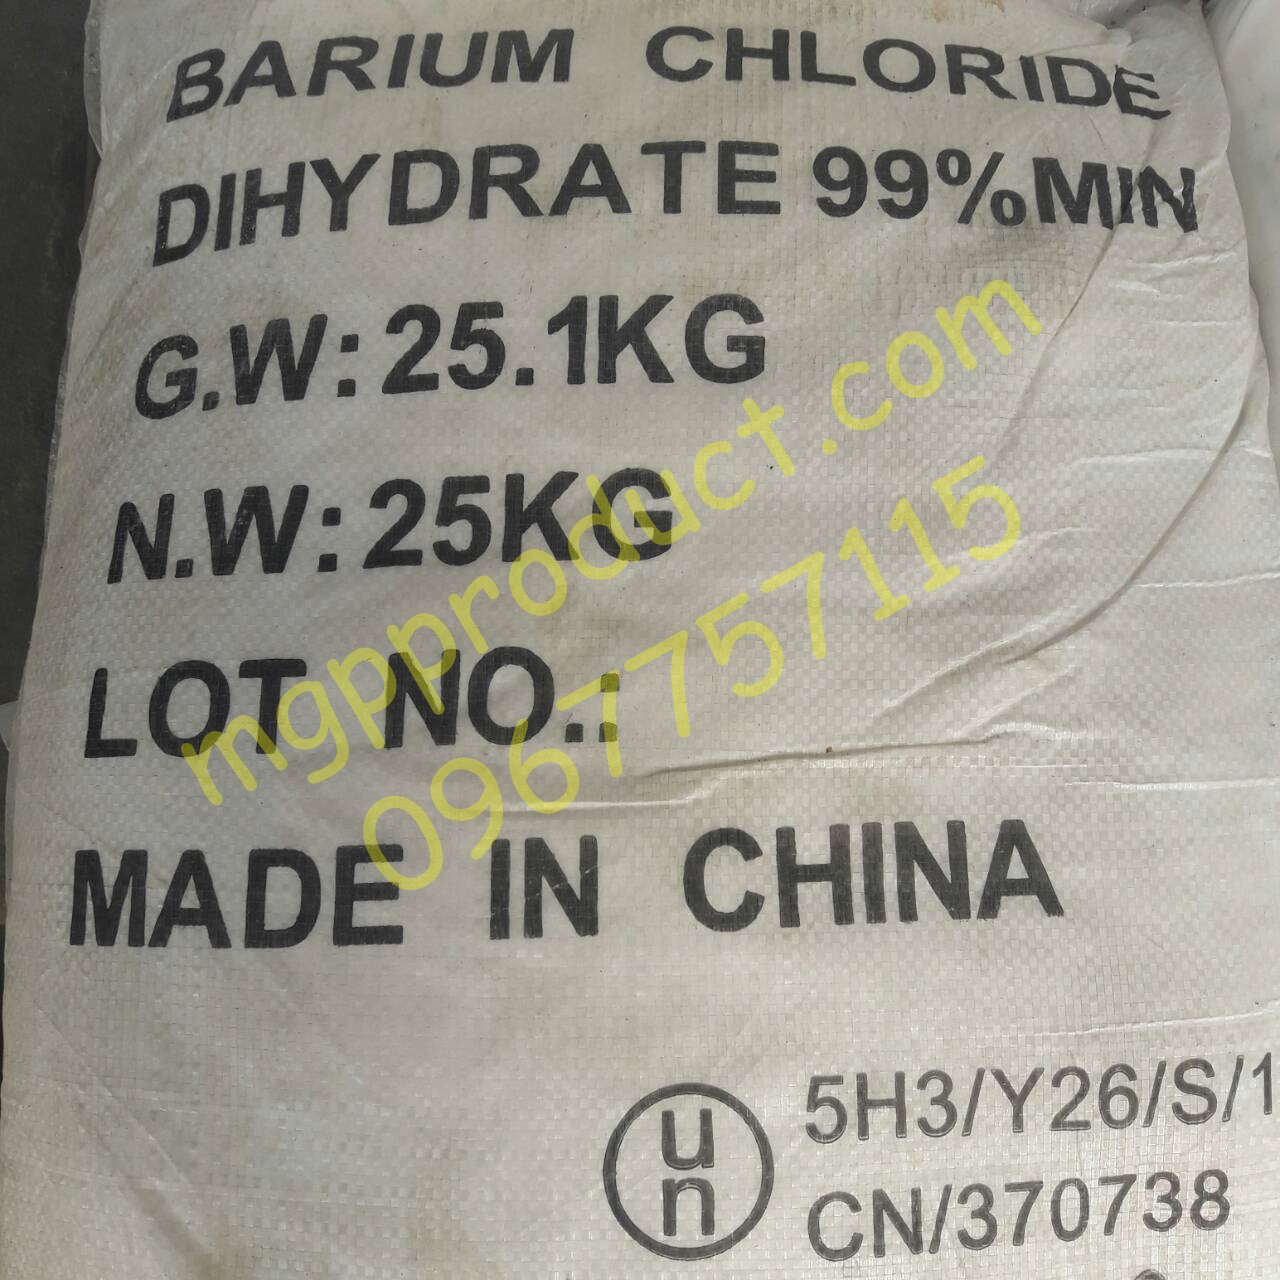 BARIUM CHLORIDE
DIHYDRATE 99%MIN
G.W:25.1KG
N.W:25KG
LOT NO.:
MADE IN CHINA
mgpproduct.com
0967757115
un
5H3/Y26/S/1
CN/370738